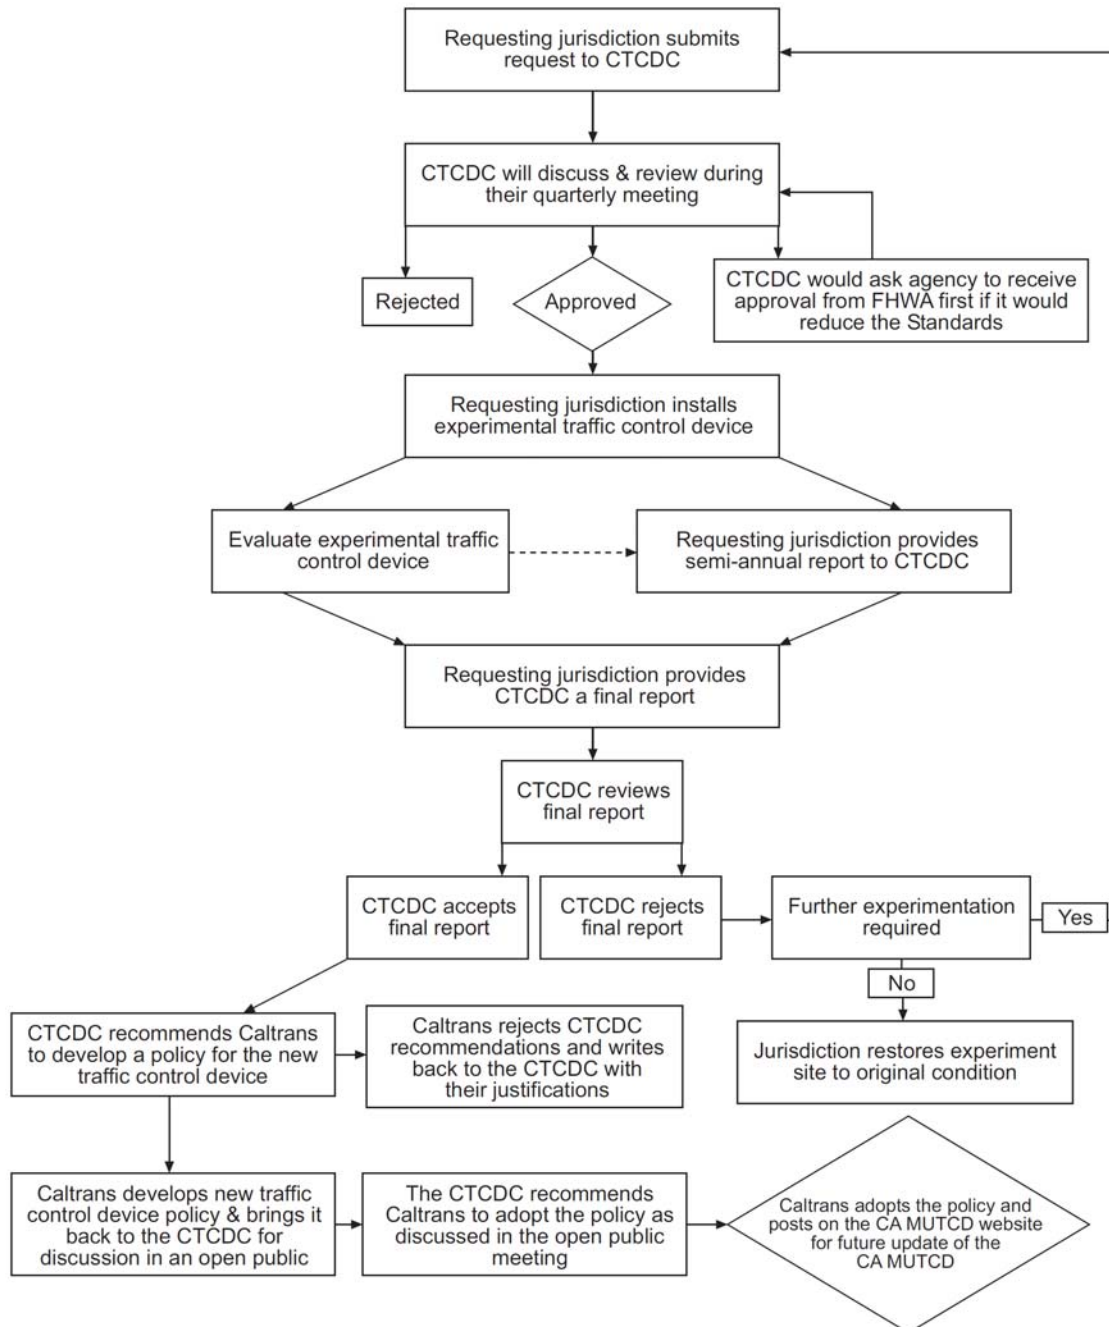 Requesting jurisdiction submits
request to CTCDC
CTCDC will discuss & review during
their quarterly meeting
Rejected
Approved
CTCDC would ask agency to receive
approval from FHWA first if it would
reduce the Standards
Requesting jurisdiction installs
experimental traffic control device
Evaluate experimental traffic
control device
Requesting jurisdiction provides
semi-annual report to CTCDC
Requesting jurisdiction provides
CTCDC a final report
CTCDC reviews
final report
CTCDC accepts
final report
CTCDC rejects
final report
Further experimentation
required
Yes
No
CTCDC recommends Caltrans
to develop a policy for the new
traffic control device
Caltrans rejects CTCDC
recommendations and writes
back to the CTCDC with
their justifications
Jurisdiction restores experiment
site to original condition
Caltrans develops new traffic
control device policy & brings it
back to the CTCDC for
discussion in an open public
The CTCDC recommends
Caltrans to adopt the policy as
discussed in the open public
meeting
Caltrans adopts the policy and
posts on the CA MUTCD website
for future update of the
CA MUTCD